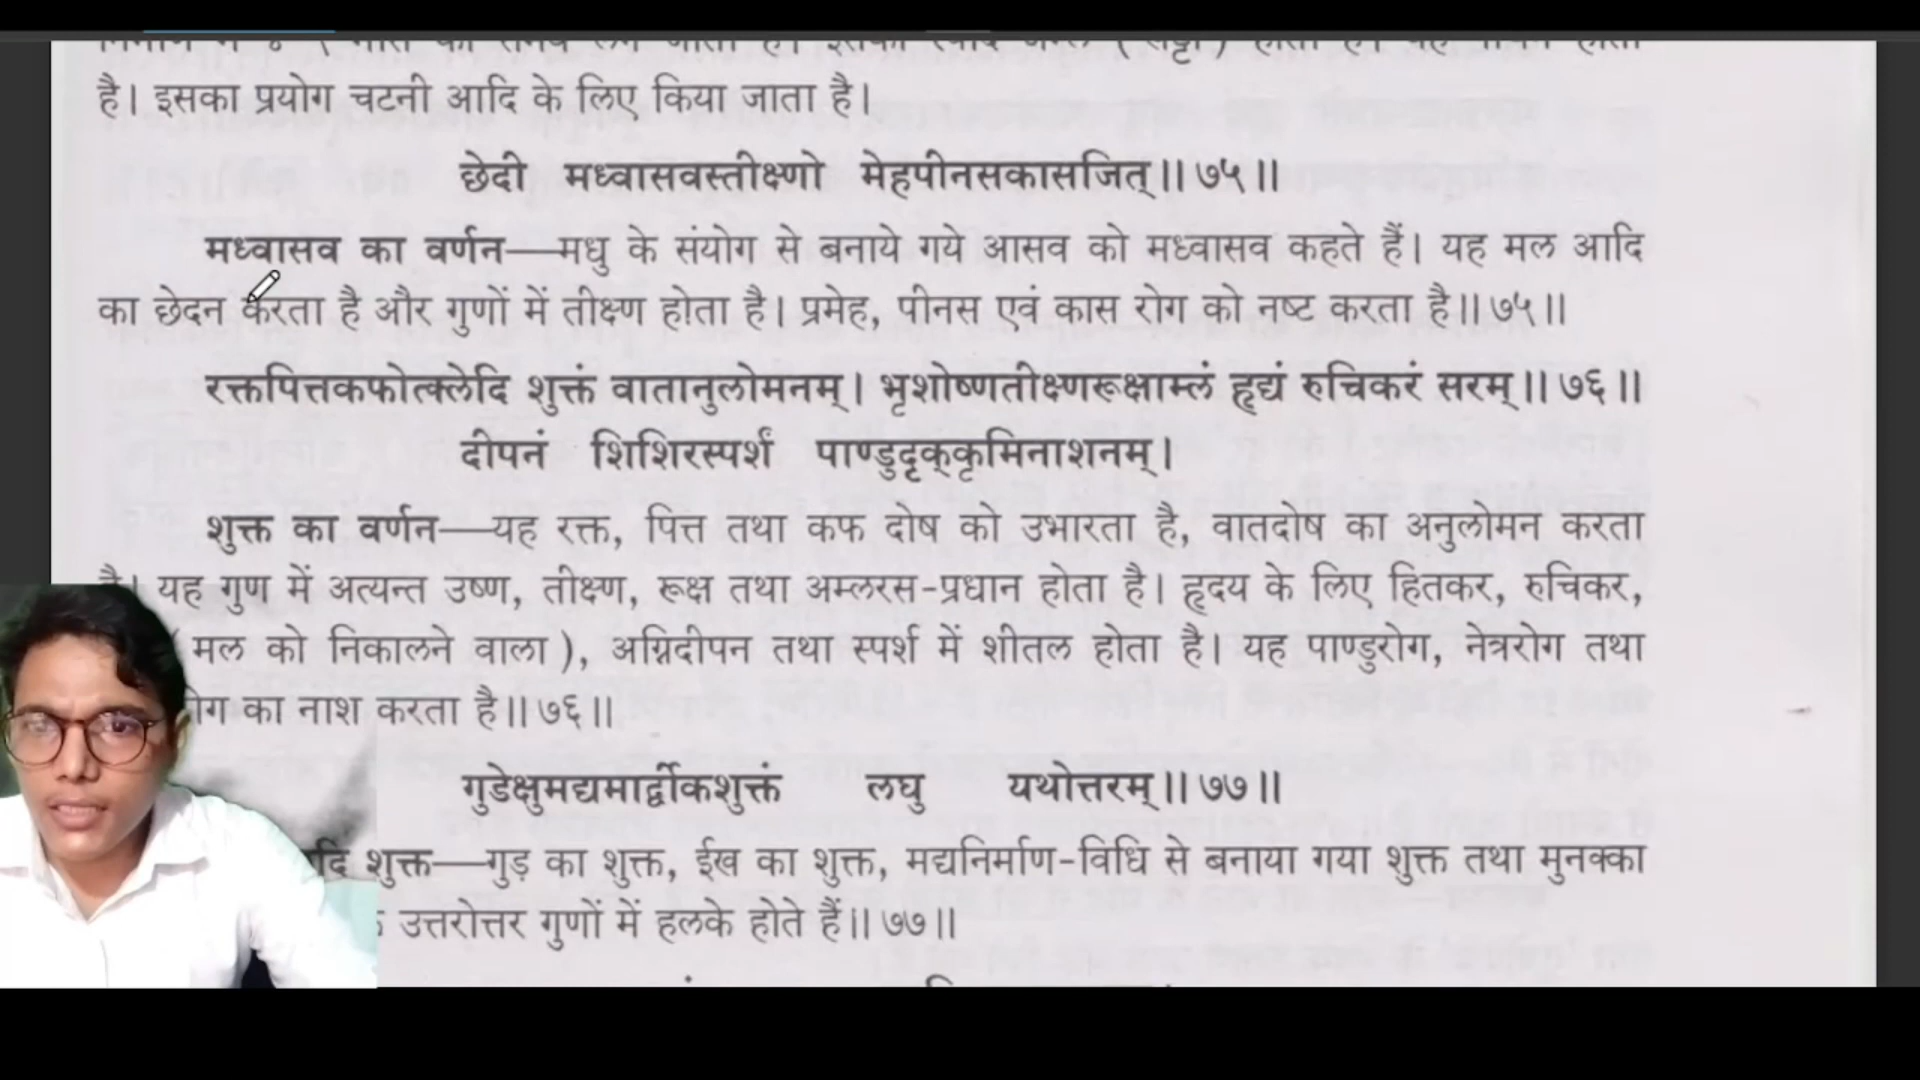 है। इसका प्रयोग चटनी आदि के लिए किया जाता है।
छेदी मध्वासवस्तीक्ष्णो मेहपीनसकासजित्॥ ७५॥
मध्वासव का वर्णन—मधु के संयोग से बनाये गये आसव को मध्वासव कहते हैं। यह मल आदि
का छेदन करता है और गुणों में तीक्ष्ण होता है। प्रमेह, पीनस एवं कास रोग को नष्ट करता है॥ ७५॥
रक्तपित्तकफोत्क्लेदि शुक्तं वातानुलोमनम्। भृशोष्णतीक्ष्णरूक्षाम्लं हृद्यं रुचिकरं सरम्॥ ७६॥
दीपनं शिशिरस्पर्शं पाण्डुदृक्कृमिनाशनम्।
शुक्त का वर्णन—यह रक्त, पित्त तथा कफ दोष को उभारता है, वातदोष का अनुलोमन करता
है। यह गुण में अत्यन्त उष्ण, तीक्ष्ण, रूक्ष तथा अम्लरस-प्रधान होता है। हृदय के लिए हितकर, रुचिकर,
(मल को निकालने वाला), अग्निदीपन तथा स्पर्श में शीतल होता है। यह पाण्डुरोग, नेत्ररोग तथा
का नाश करता है॥ ७६॥
गुडेक्षुमद्यमार्द्वीकशुक्तं लघु यथोत्तरम्॥ ७७॥
शुक्त—गुड़ का शुक्त, ईख का शुक्त, मद्यनिर्माण-विधि से बनाया गया शुक्त तथा मुनक्का
उत्तरोत्तर गुणों में हलके होते हैं॥ ७७॥